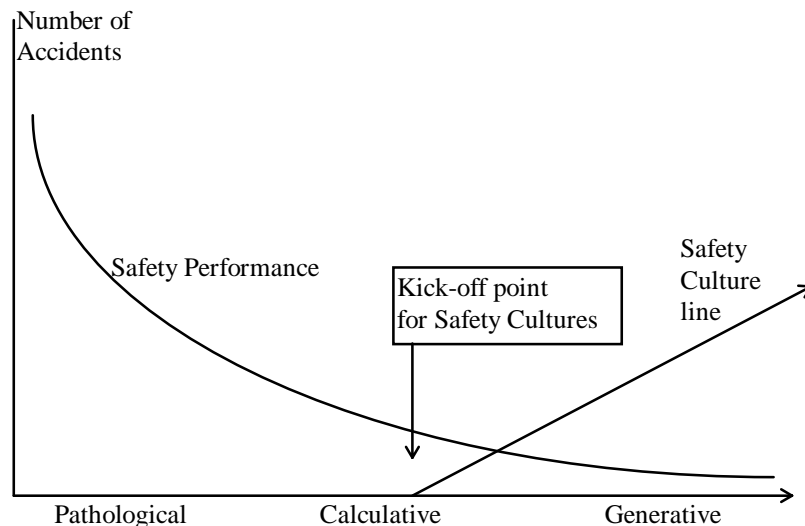 Number of
Accidents
Safety Performance
Kick-off point
for Safety Cultures
Safety
Culture
line
Pathological
Calculative
Generative